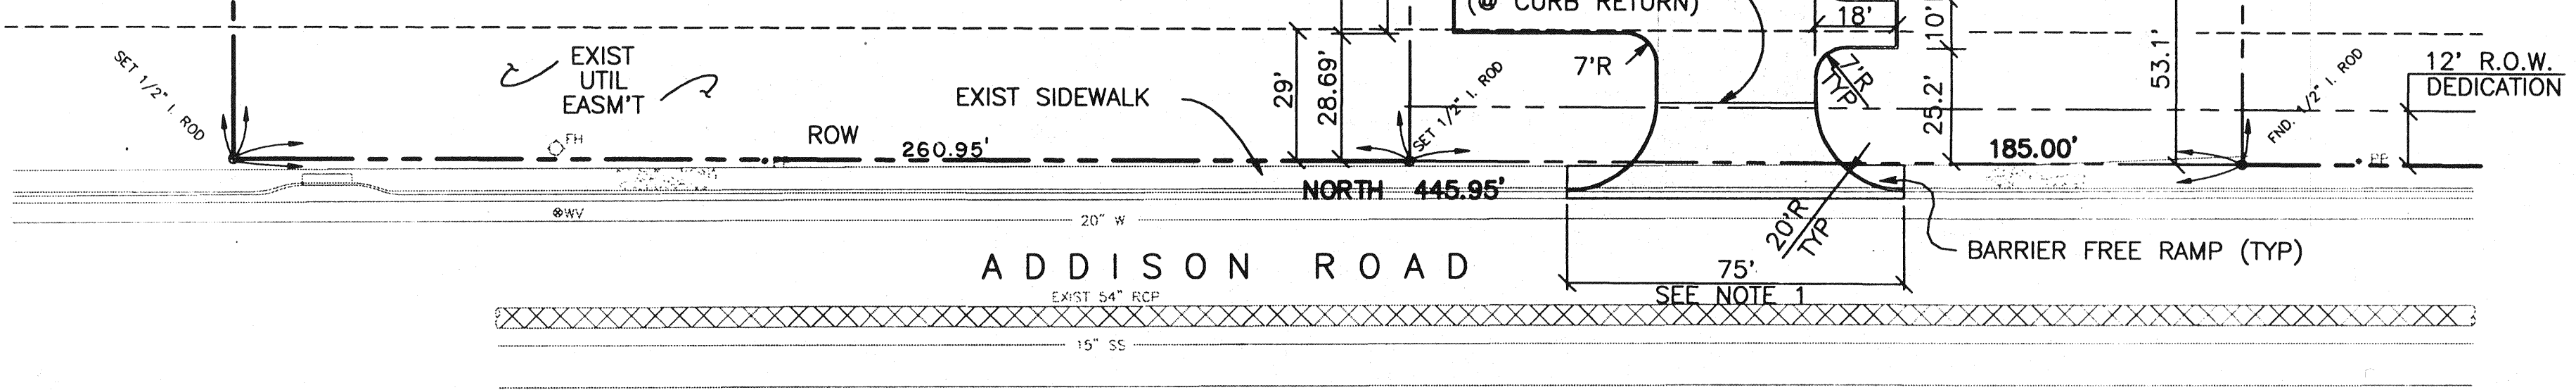 (@ CURB RETURN)
18'
10'
SET 1/2" I. ROD
EXIST
UTIL
EASM'T
EXIST SIDEWALK
29'
28.69'
SET 1/2" I. ROD
7'R
7'R
TYP
25.2'
53.1'
FND. 1/2" I. ROD
12' R.O.W.
DEDICATION
FH
ROW
260.95'
185.00'
PP
NORTH 445.95'
WV
20" W
20'R
TYP
BARRIER FREE RAMP (TYP)
ADDISON ROAD
75'
SEE NOTE 1
EXIST 54" RCP
15" SS